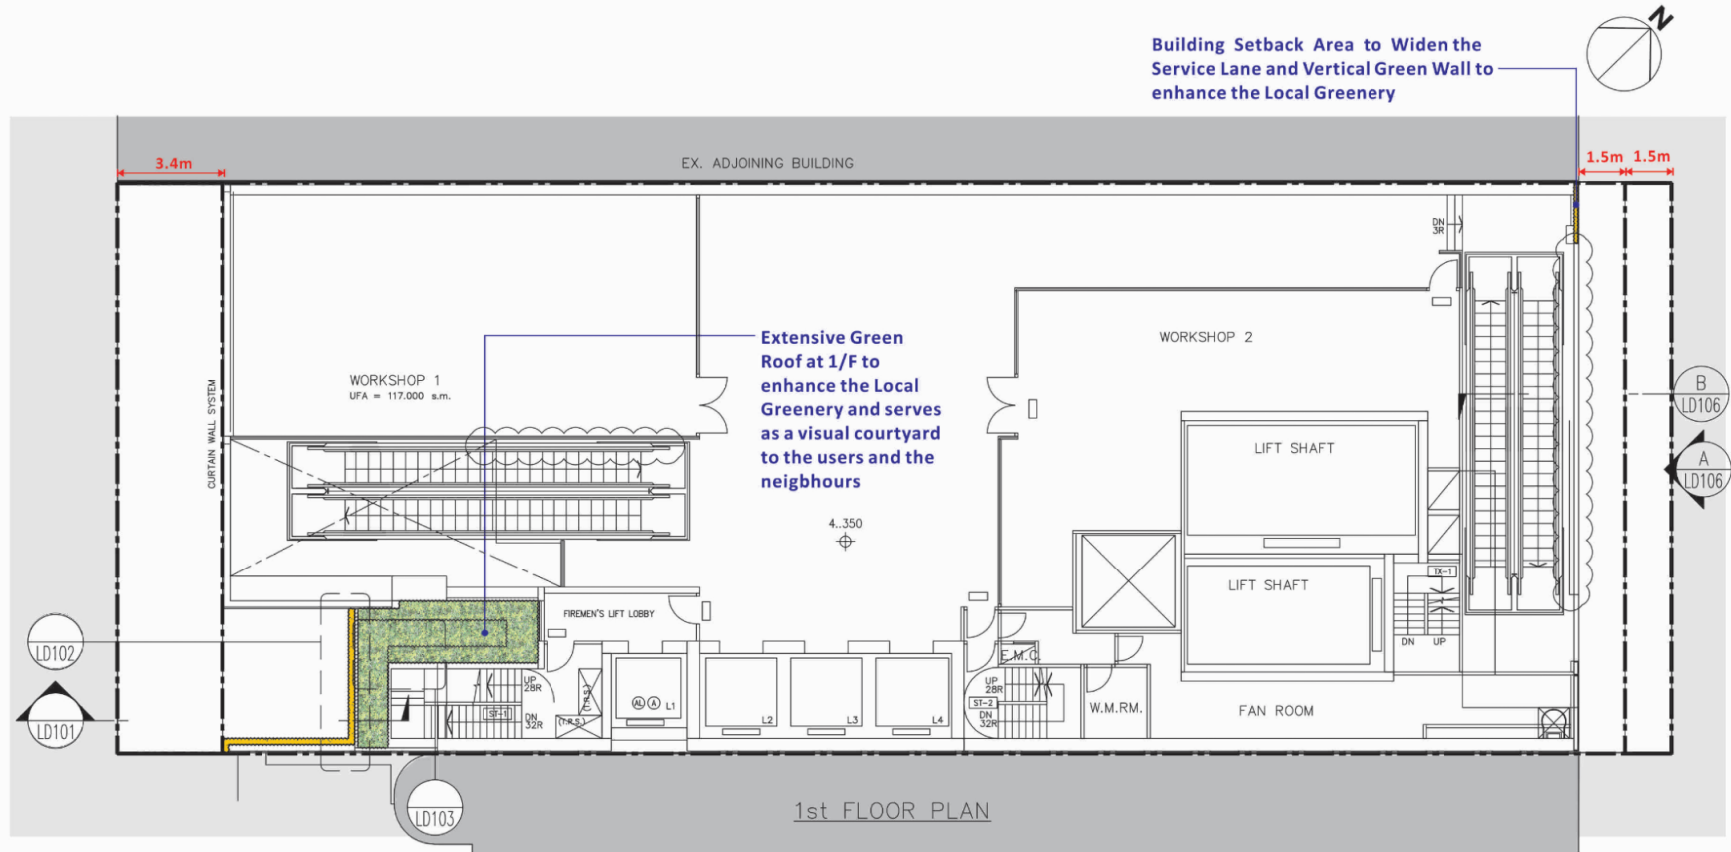 N
Building Setback Area to Widen the
Service Lane and Vertical Green Wall to
enhance the Local Greenery
3.4m
EX. ADJOINING BUILDING
1.5m 1.5m
DN
3R
WORKSHOP 2
Extensive Green
Roof at 1/F to
enhance the Local
Greenery and serves
as a visual courtyard
to the users and the
neigbhours
WORKSHOP 1
UFA = 117.000 s.m.
CURTAIN WALL SYSTEM
B
LD106
A
LD106
LIFT SHAFT
4..350
LIFT SHAFT
TX-1
DN UP
FIREMEN'S LIFT LOBBY
LD102
LD101
LD103
UP
28R
ST-1
DN
32R
(T.R.S.)
(T.R.S.)
AL A L1
L2
L3
L4
E.M.C.
UP
28R
ST-2
DN
32R
W.M.RM.
FAN ROOM
1st FLOOR PLAN